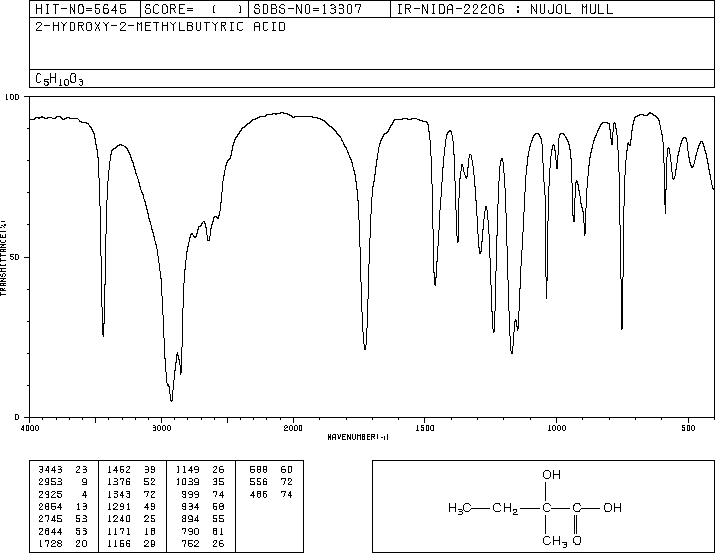 HIT-NO=5645 SCORE= ( ) SDBS-NO=13307 IR-NIDA-22206 : NUJOL MULL
2-HYDROXY-2-METHYLBUTYRIC ACID
C5H10O3
100
50
0
TRANSMITTANCE(%)
4000 3000 2000 1500 1000 500
WAVENUMBER(-1)
3443 23 1462 39 1149 26 588 60
2953 9 1376 52 1039 35 556 72
2925 4 1343 72 999 74 486 74
2854 13 1291 49 934 58
2745 53 1240 25 894 55
2644 53 1171 18 790 81
1728 20 1156 29 752 26
OH
H3C CH2 C C OH
CH3 O